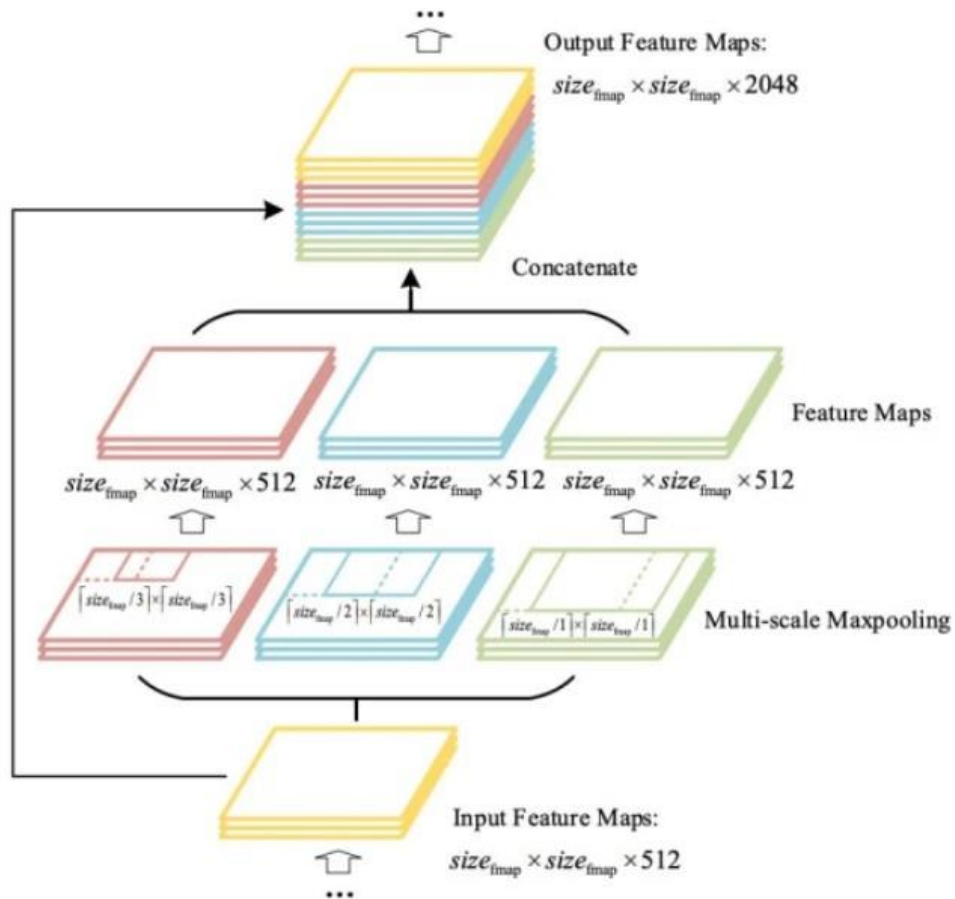 ...
Output Feature Maps:
size_fmap × size_fmap × 2048
Concatenate
Feature Maps
size_fmap × size_fmap × 512 size_fmap × size_fmap × 512 size_fmap × size_fmap × 512
⌈size_fmap /3⌉×⌈size_fmap /3⌉ ⌈size_fmap /2⌉×⌈size_fmap /2⌉ ⌈size_fmap /1⌉×⌈size_fmap /1⌉
Multi-scale Maxpooling
Input Feature Maps:
size_fmap × size_fmap × 512
...